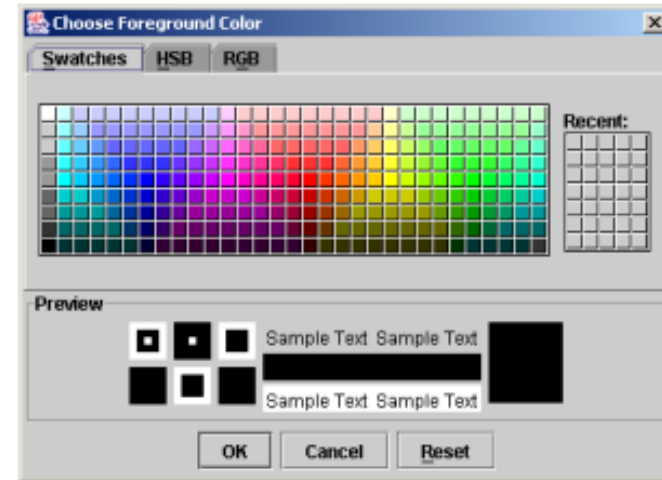 Choose Foreground Color
Swatches HSB RGB
Recent:
Preview
Sample Text Sample Text
Sample Text Sample Text
OK Cancel Reset